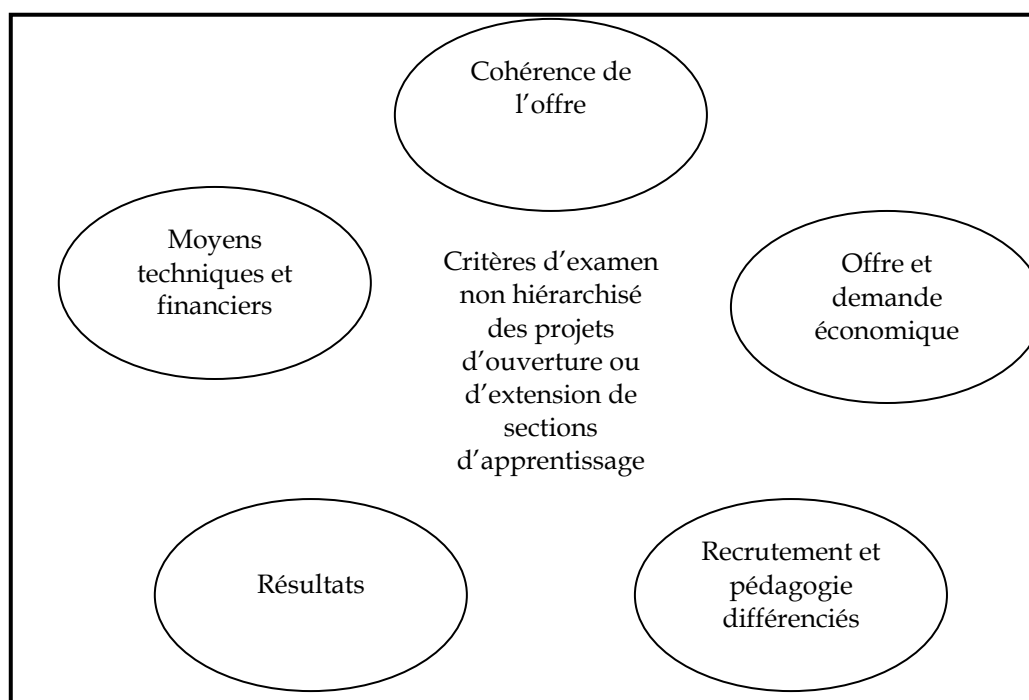 Cohérence de
l’offre
Moyens
techniques et
financiers
Critères d’examen
non hiérarchisé
des projets
d’ouverture ou
d’extension de
sections
d’apprentissage
Offre et
demande
économique
Résultats
Recrutement et
pédagogie
différenciés